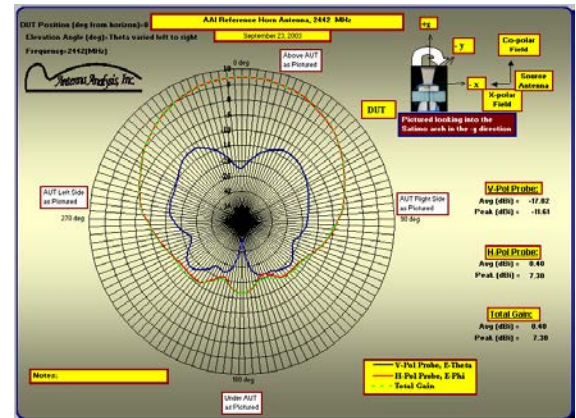 AAI Reference Horn Antenna, 2442 MHz
DUT Position (deg from horizon)=0
Elevation Angle (deg)=Theta varied left to right
September 23, 2003
Frequency=2442(MHz)
Antenna Analysis, Inc.
0 deg
Above AUT
as Pictured
+z
- y
- x
Co-polar
Field
Source
Antenna
X-polar
Field
DUT
Pictured looking into the
Satimo arch in the -y direction
AUT Left Side
as Pictured
270 deg
AUT Right Side
as Pictured
90 deg
V-Pol Probe:
Avg (dBi) = -17.02
Peak (dBi) = -11.61
H-Pol Probe:
Avg (dBi) = 0.40
Peak (dBi) = 7.30
Total Gain:
Avg (dBi) = 0.40
Peak (dBi) = 7.30
V-Pol Probe, E-Theta
H-Pol Probe, E-Phi
Total Gain
Notes:
180 deg
Under AUT
as Pictured